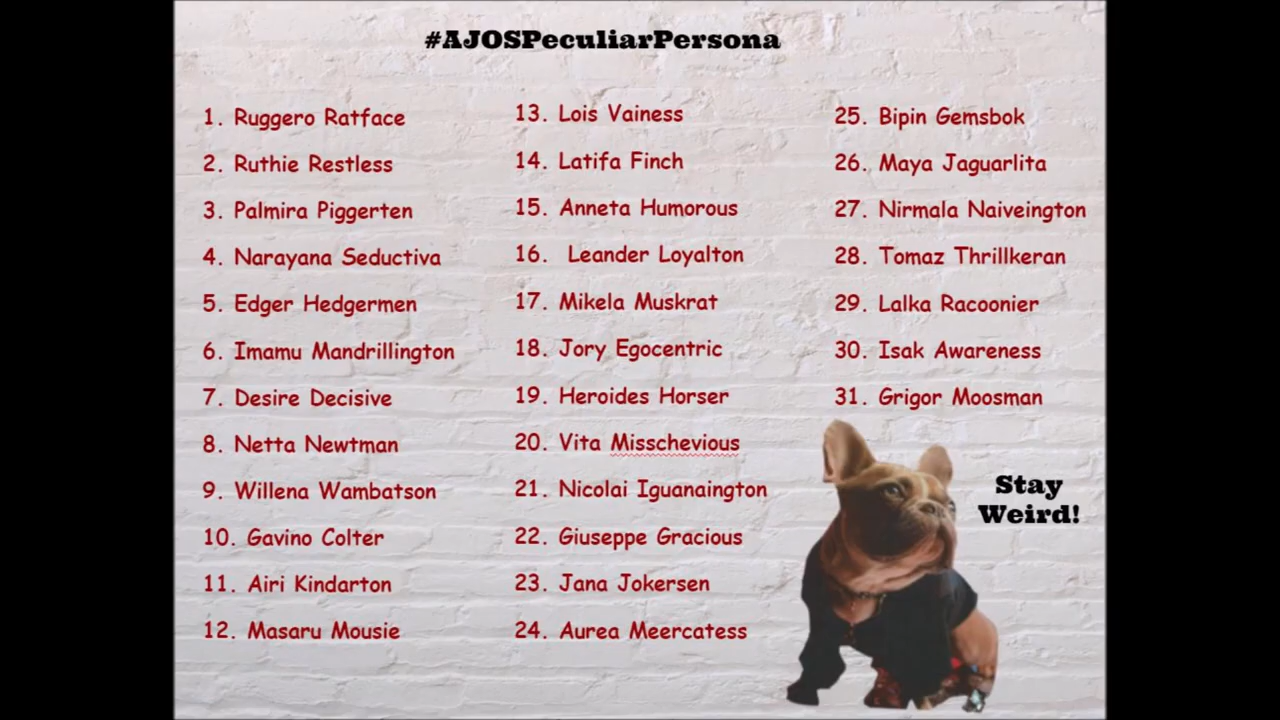 #AJOSPeculiarPersona
1. Ruggero Ratface
2. Ruthie Restless
3. Palmira Piggerten
4. Narayana Seductiva
5. Edger Hedgermen
6. Imamu Mandrillington
7. Desire Decisive
8. Netta Newtman
9. Willena Wambatson
10. Gavino Colter
11. Airi Kindarton
12. Masaru Mousie
13. Lois Vainess
14. Latifa Finch
15. Anneta Humorous
16. Leander Loyalton
17. Mikela Muskrat
18. Jory Egocentric
19. Heroides Horser
20. Vita Misschevious
21. Nicolai Iguanaington
22. Giuseppe Gracious
23. Jana Jokersen
24. Aurea Meercatess
25. Bipin Gemsbok
26. Maya Jaguarlita
27. Nirmala Naiveington
28. Tomaz Thrillkeran
29. Lalka Racoonier
30. Isak Awareness
31. Grigor Moosman
Stay
Weird!